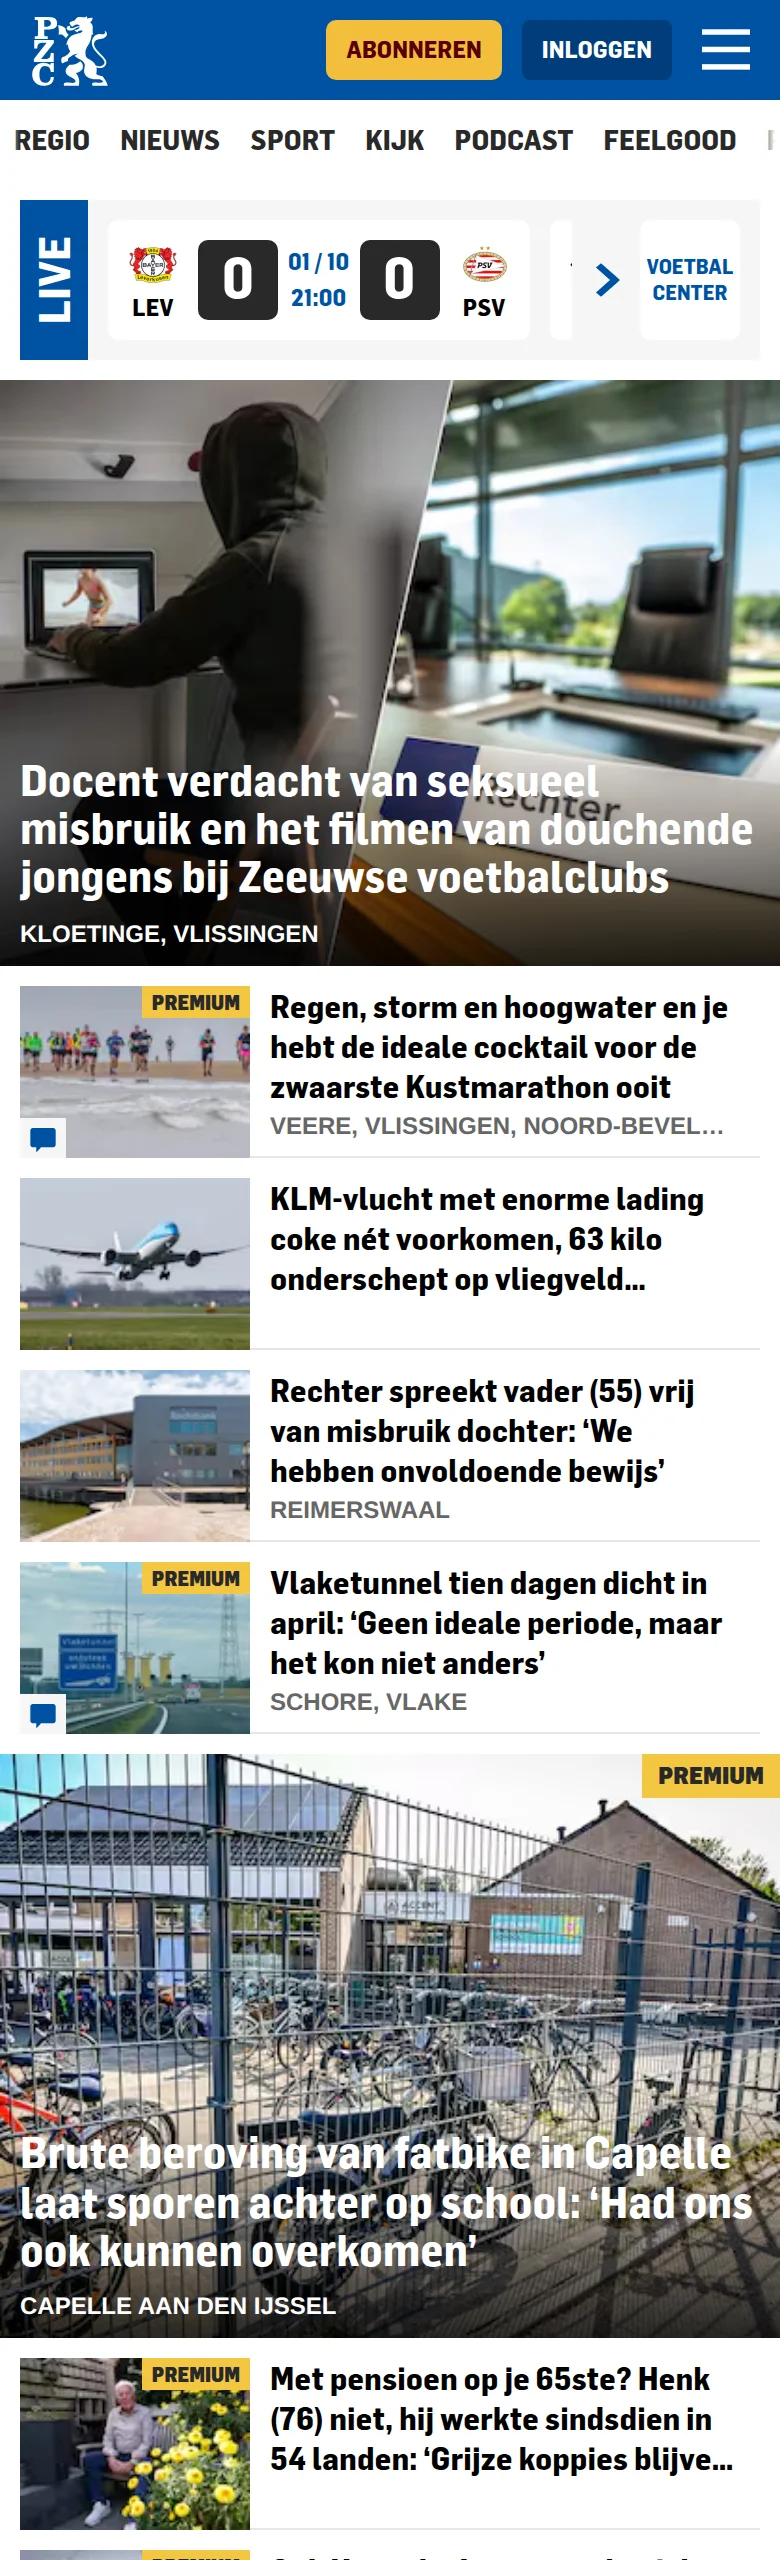 PZC
ABONNEREN
INLOGGEN
REGIO NIEUWS SPORT KIJK PODCAST FEELGOOD
LIVE
LEV
0
01 / 10
21:00
0
PSV
VOETBAL
CENTER
Rechter
Docent verdacht van seksueel
misbruik en het filmen van douchende
jongens bij Zeeuwse voetbalclubs
KLOETINGE, VLISSINGEN
PREMIUM
Regen, storm en hoogwater en je
hebt de ideale cocktail voor de
zwaarste Kustmarathon ooit
VEERE, VLISSINGEN, NOORD-BEVEL...
KLM-vlucht met enorme lading
coke nét voorkomen, 63 kilo
onderschept op vliegveld...
Rechter spreekt vader (55) vrij
van misbruik dochter: ‘We
hebben onvoldoende bewijs’
REIMERSWAAL
PREMIUM
Vlaketunnel
Vlaketunnel tien dagen dicht in
april: ‘Geen ideale periode, maar
het kon niet anders’
SCHORE, VLAKE
PREMIUM
ACCENT
Brute beroving van fatbike in Capelle
laat sporen achter op school: ‘Had ons
ook kunnen overkomen’
CAPELLE AAN DEN IJSSEL
PREMIUM
Met pensioen op je 65ste? Henk
(76) niet, hij werkte sindsdien in
54 landen: ‘Grijze koppies blijve...